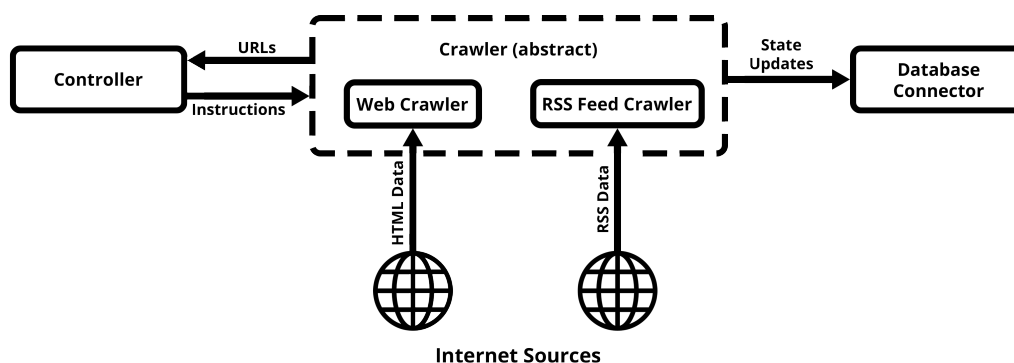 URLs
Controller
Instructions
Crawler (abstract)
Web Crawler
RSS Feed Crawler
State
Updates
Database
Connector
HTML Data
RSS Data
Internet Sources